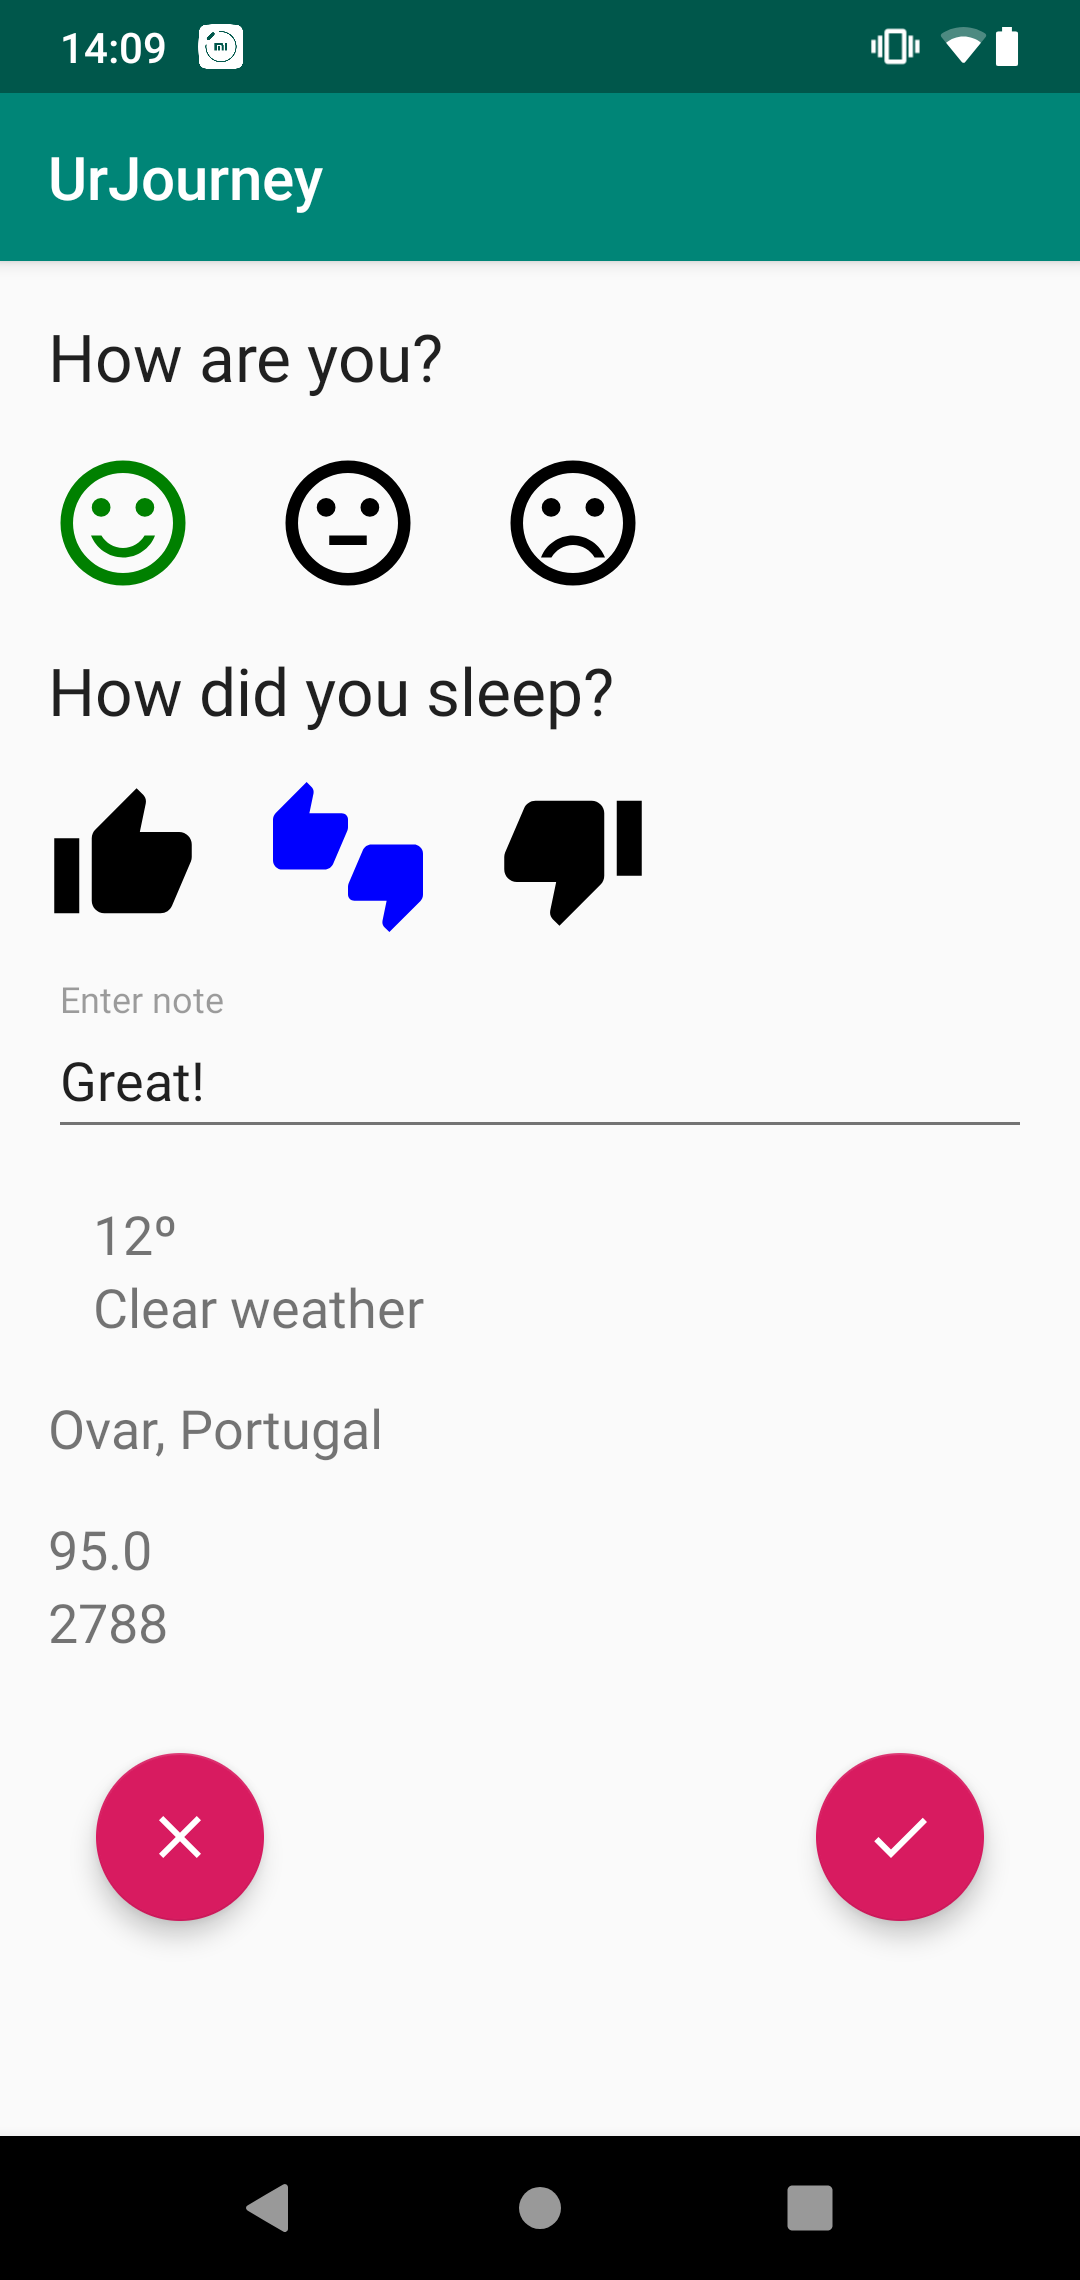 14:09
UrJourney
How are you?
How did you sleep?
Enter note
Great!
12º
Clear weather
Ovar, Portugal
95.0
2788